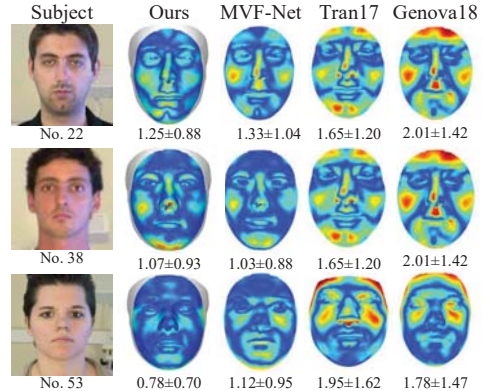 Subject Ours MVF-Net Tran17 Genova18
No. 22 1.25±0.88 1.33±1.04 1.65±1.20 2.01±1.42
No. 38 1.07±0.93 1.03±0.88 1.65±1.20 2.01±1.42
No. 53 0.78±0.70 1.12±0.95 1.95±1.62 1.78±1.47